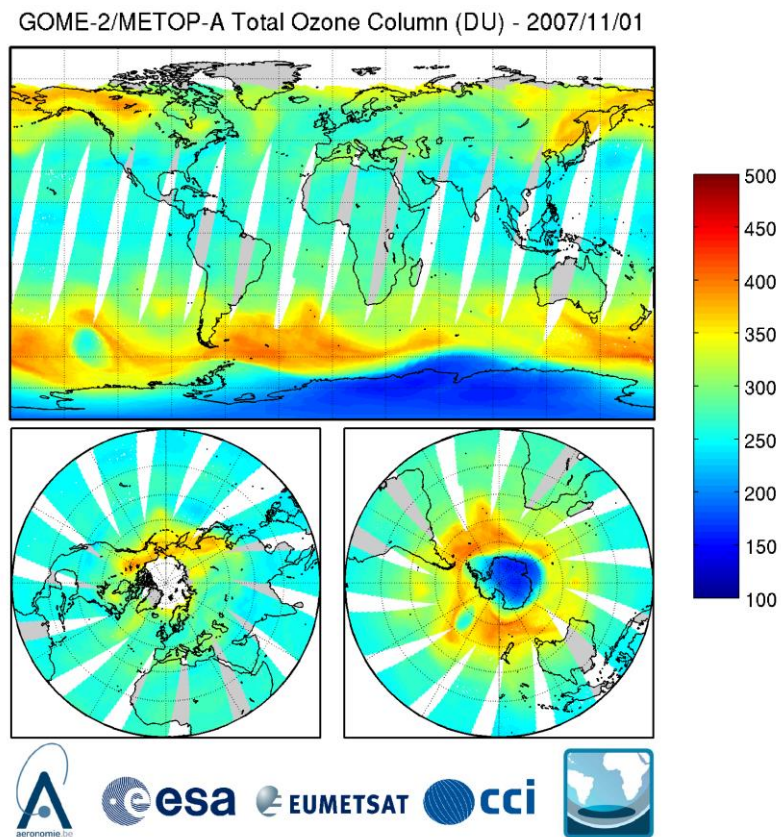 GOME-2/METOP-A Total Ozone Column (DU) - 2007/11/01
500
450
400
350
300
250
200
150
100
aeronomie.be
esa
EUMETSAT
cci